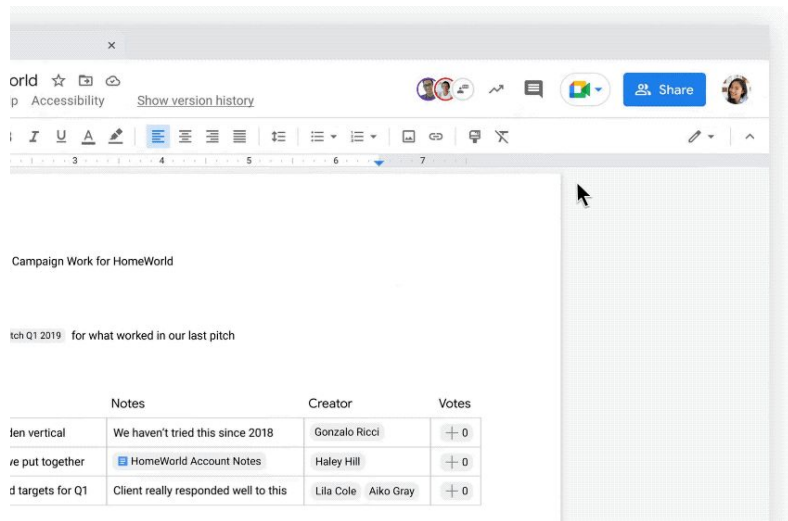 orld
p Accessibility Show version history
Share
3 4 5 6 7
Campaign Work for HomeWorld
tch Q1 2019 for what worked in our last pitch
Notes Creator Votes
den vertical We haven't tried this since 2018 Gonzalo Ricci 0
ve put together HomeWorld Account Notes Haley Hill 0
d targets for Q1 Client really responded well to this Lila Cole Aiko Gray 0